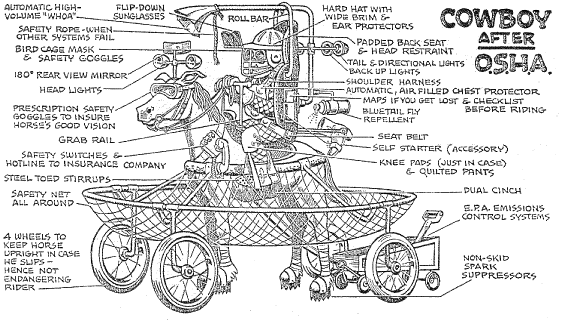 AUTOMATIC HIGH-
VOLUME "WHOA"
FLIP-DOWN
SUNGLASSES
ROLL BAR
HARD HAT WITH
WIDE BRIM &
EAR PROTECTORS
COWBOY
AFTER
O.S.H.A.
SAFETY ROPE-WHEN
OTHER SYSTEMS FAIL
BIRD CAGE MASK
& SAFETY GOGGLES
180° REAR VIEW MIRROR
HEAD LIGHTS
PRESCRIPTION SAFETY
GOGGLES TO INSURE
HORSE'S GOOD VISION
GRAB RAIL
SAFETY SWITCHES &
HOTLINE TO INSURANCE COMPANY
STEEL TOED STIRRUPS
SAFETY NET
ALL AROUND
4 WHEELS TO
KEEP HORSE
UPRIGHT IN CASE
HE SLIPS-
HENCE NOT
ENDANGERING
RIDER
PADDED BACK SEAT
& HEAD RESTRAINT
TAIL & DIRECTIONAL LIGHTS
BACK UP LIGHTS
SHOULDER HARNESS
AUTOMATIC, AIR FILLED CHEST PROTECTOR
MAPS IF YOU GET LOST & CHECKLIST
BEFORE RIDING
BLUETAIL FLY
REPELLENT
SEAT BELT
SELF STARTER (ACCESSORY)
KNEE PADS (JUST IN CASE)
& QUILTED PANTS
DUAL CINCH
E.P.A. EMISSIONS
CONTROL SYSTEMS
NON-SKID
SPARK
SUPPRESSORS